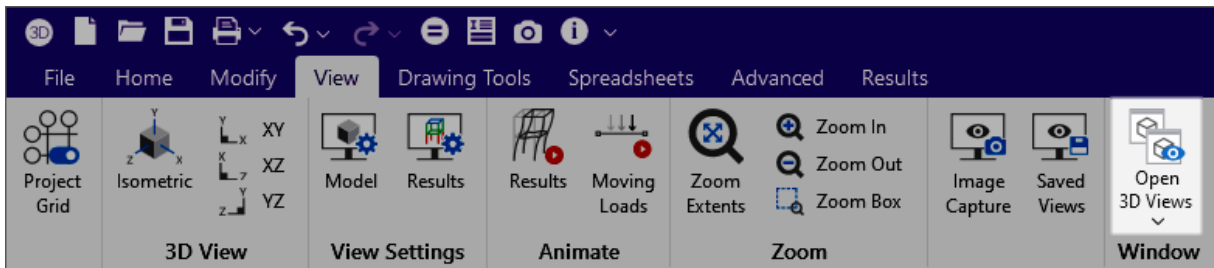 3D
File Home Modify View Drawing Tools Spreadsheets Advanced Results
Project
Grid
Y
Z X
Isometric
Y
X
XY
X
Z
XZ
Y
Z
YZ
3D View
Model
Results
View Settings
Results
Moving
Loads
Animate
Zoom
Extents
Zoom In
Zoom Out
Zoom Box
Zoom
Image
Capture
Saved
Views
Open
3D Views
Window